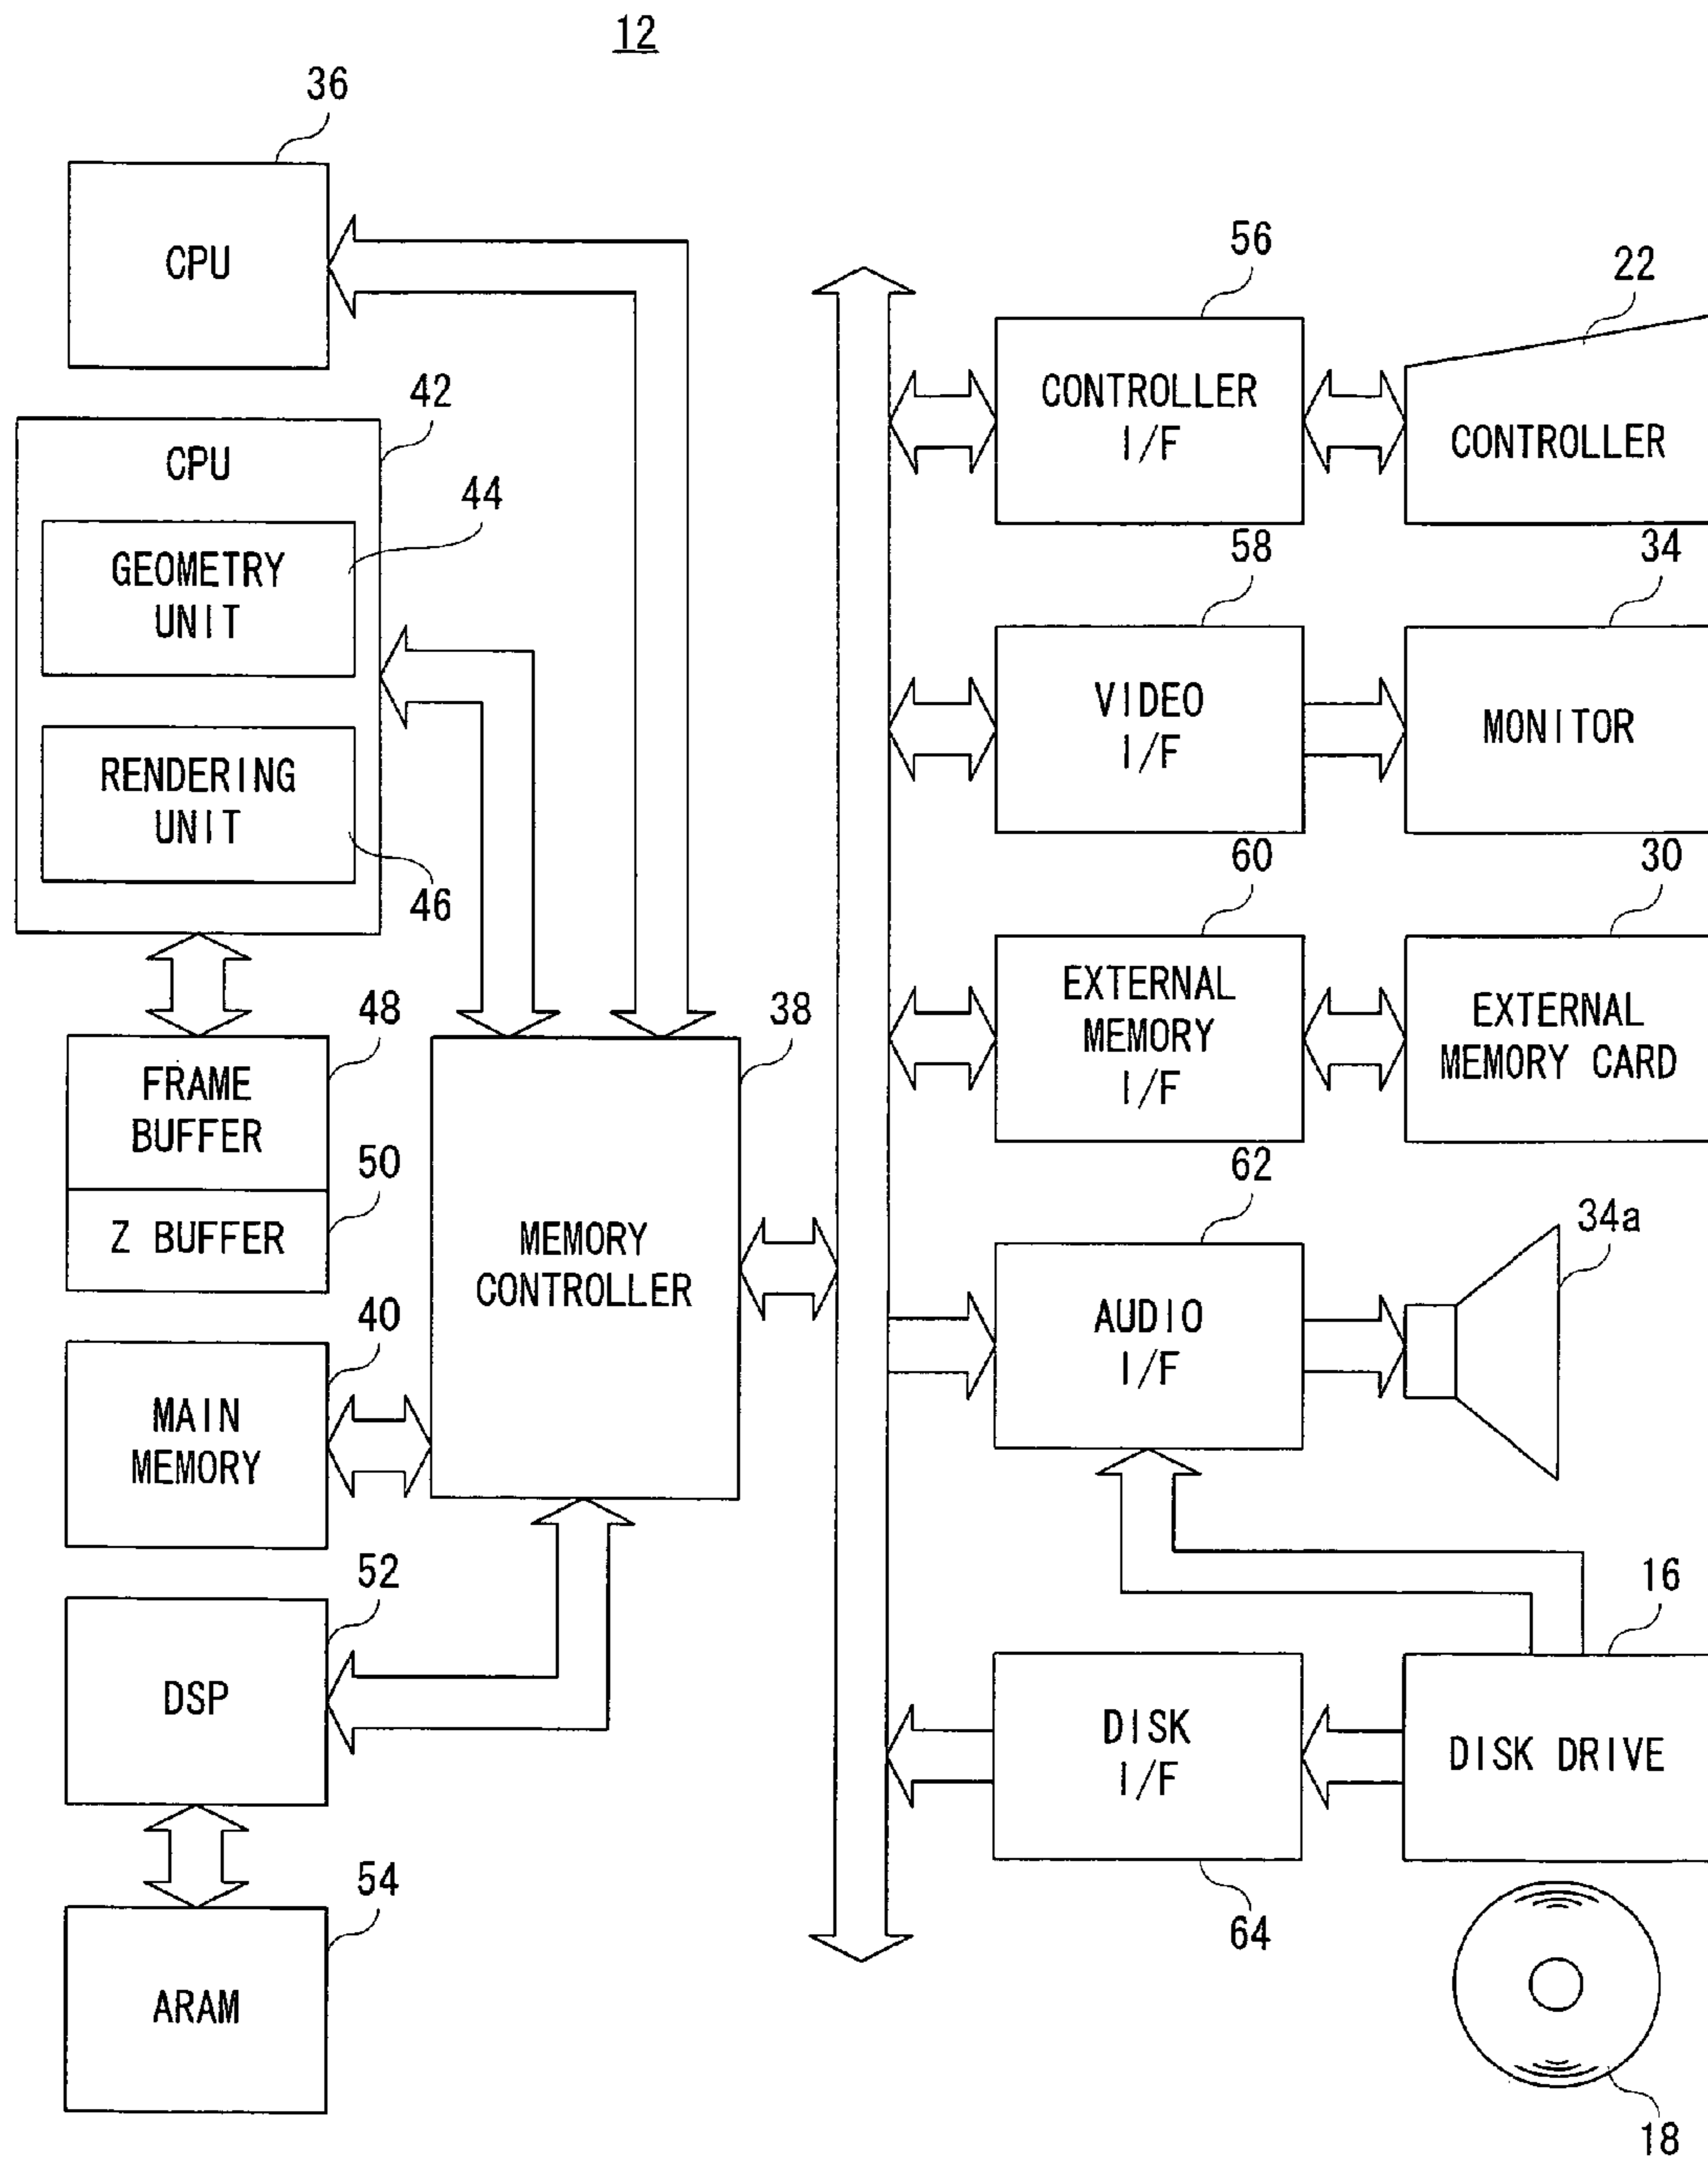 12
36
CPU
42
CPU
44
GEOMETRY
UNIT
RENDERING
UNIT
46
48
FRAME
BUFFER
50
Z BUFFER
40
MAIN
MEMORY
52
DSP
54
ARAM
38
MEMORY
CONTROLLER
56
CONTROLLER
I/F
22
CONTROLLER
58
VIDEO
I/F
34
MONITOR
60
EXTERNAL
MEMORY
I/F
30
EXTERNAL
MEMORY CARD
62
AUDIO
I/F
34a
16
DISK
I/F
64
DISK DRIVE
18